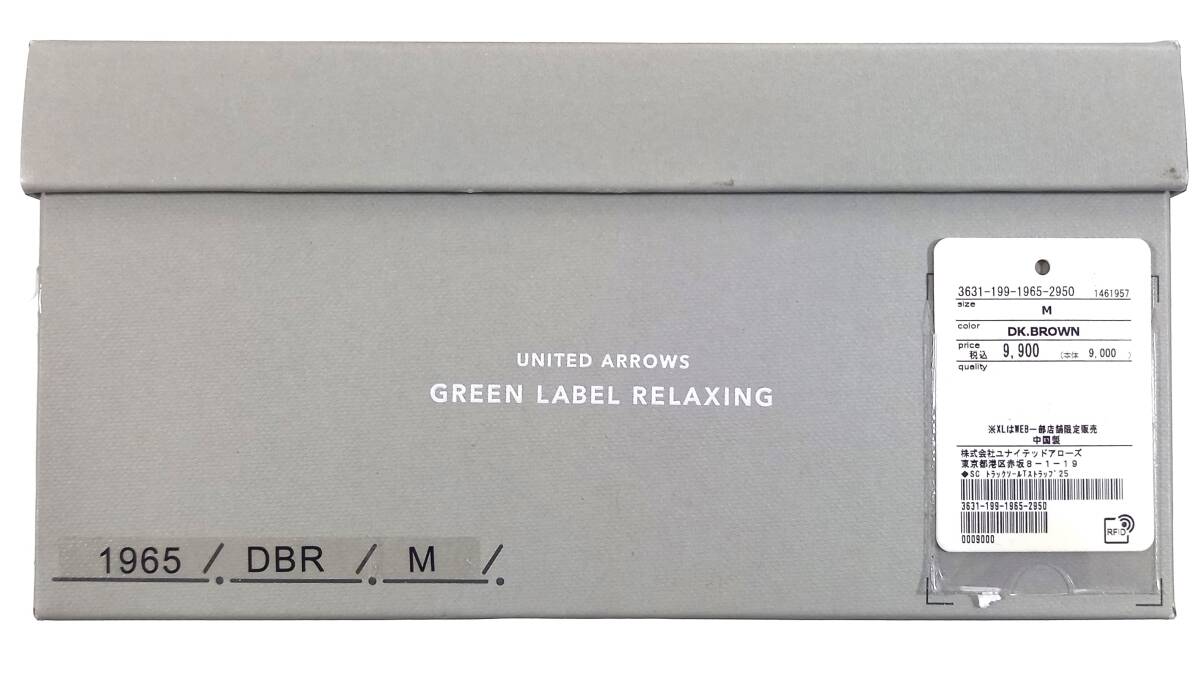 UNITED ARROWS
GREEN LABEL RELAXING
1965 /. DBR /. M /.
3631-199-1965-2950 1461957
size
M
color
DK.BROWN
price
税込 9,900 (本体 9,000 )
quality
※XLはWEB一部店舗限定販売
中国製
株式会社ユナイテッドアローズ
東京都港区赤坂8-1-19
◆SC トラックソールTストラップ 25
3631-199-1965-2950
0009000
RFID